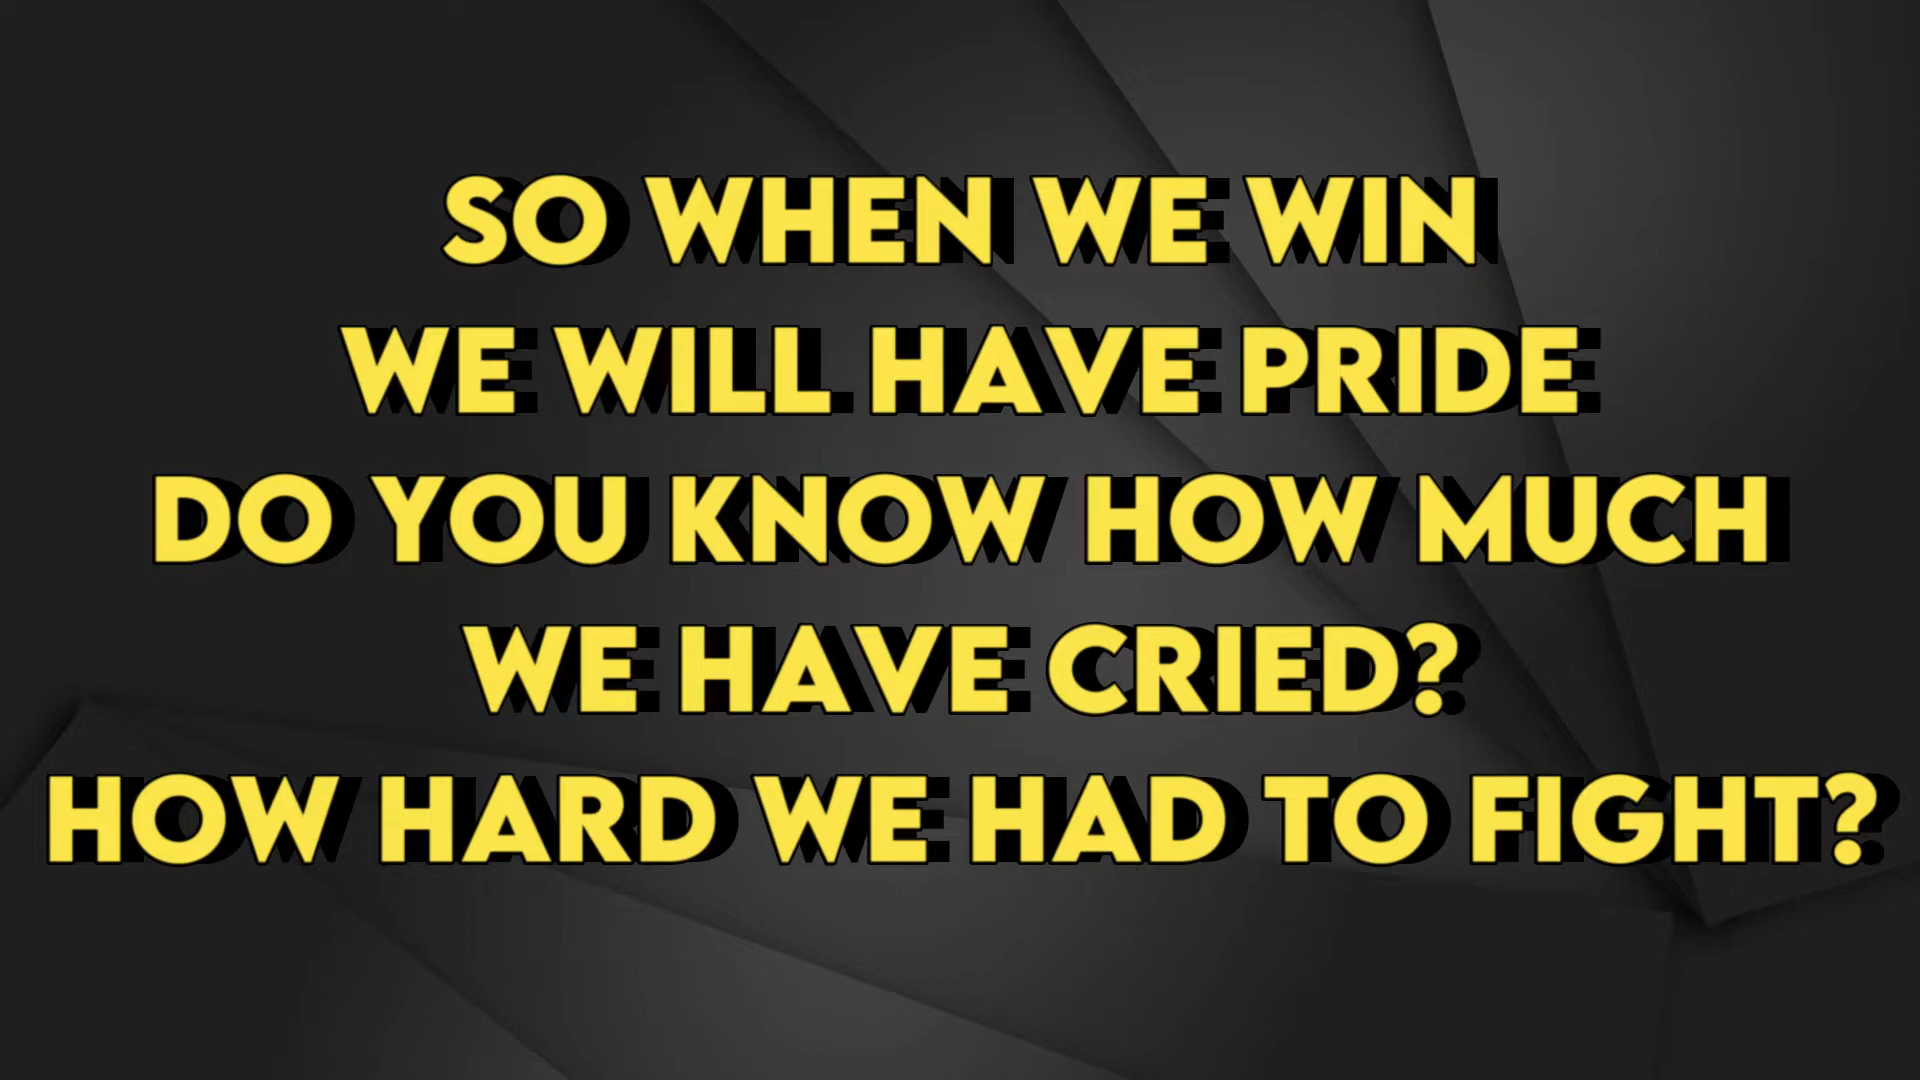 SO WHEN WE WIN
WE WILL HAVE PRIDE
DO YOU KNOW HOW MUCH
WE HAVE CRIED?
HOW HARD WE HAD TO FIGHT?